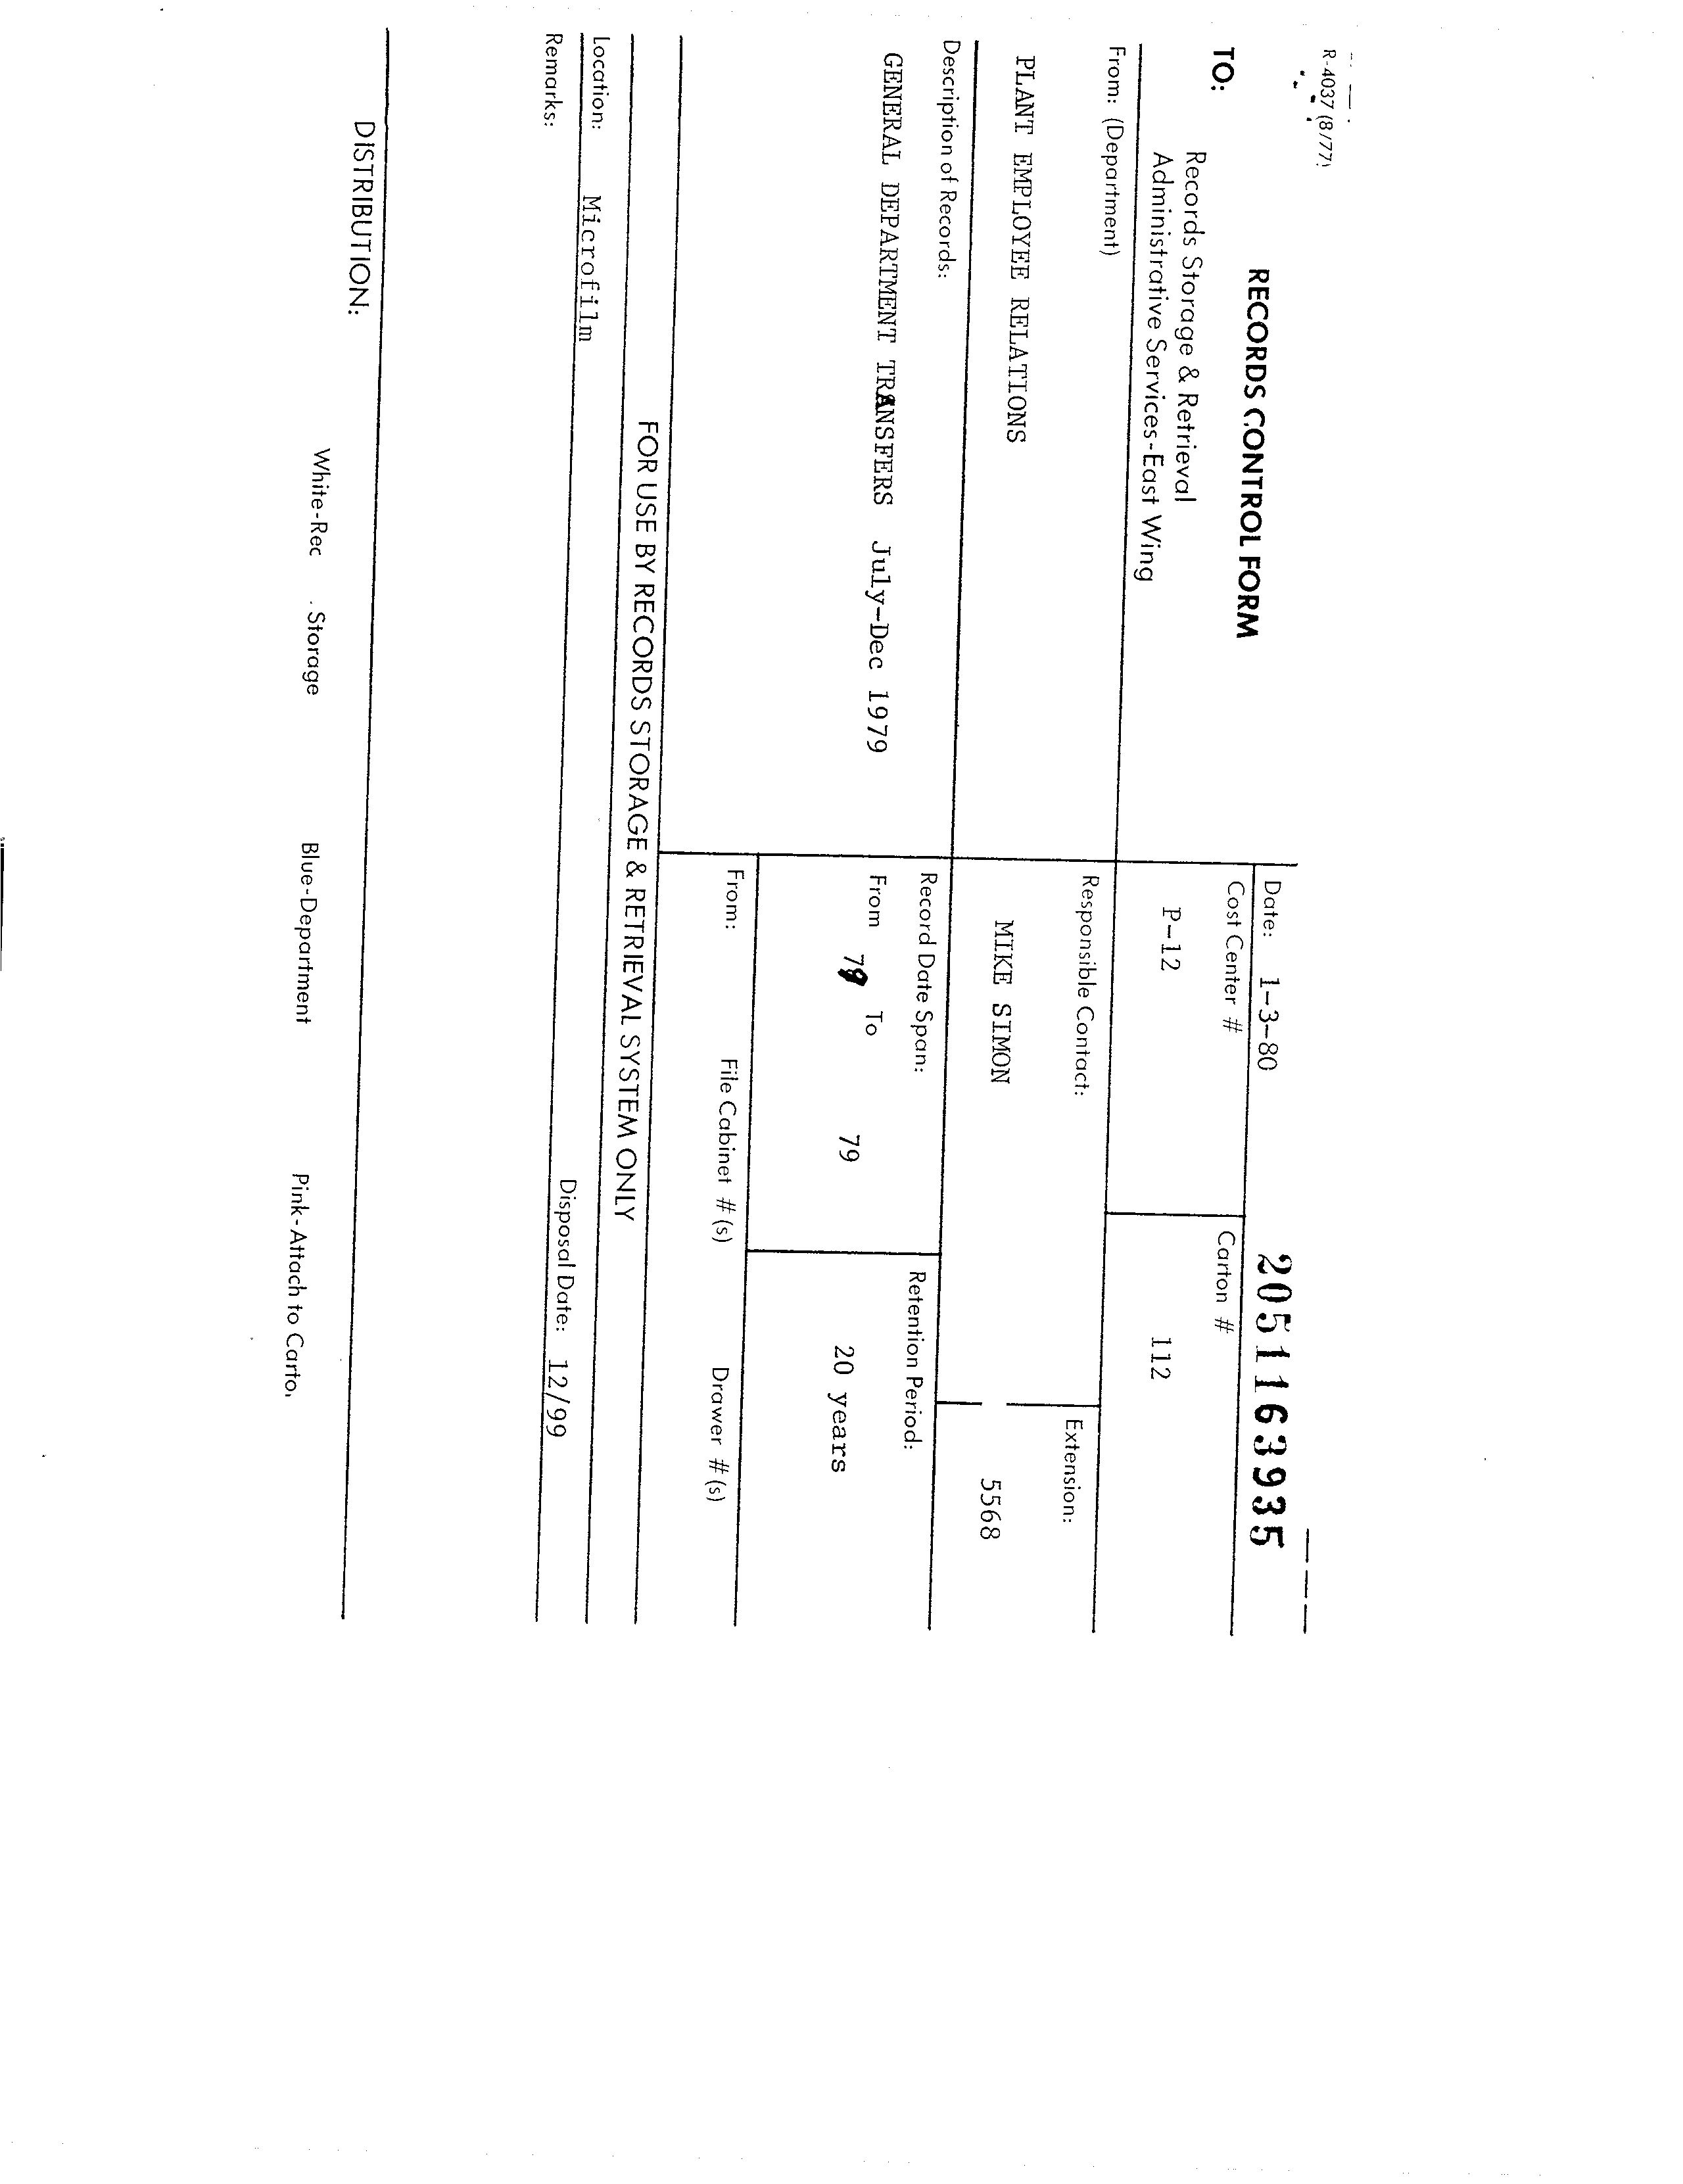 R-4037 (8/77)
RECORDS CONTROL FORM
2051163935
TO:
Records Storage & Retrieval
Administrative Services-East Wing
Date: 1-3-80
Cost Center #
P-12
Carton #
112
From: (Department)
PLANT EMPLOYEE RELATIONS
Responsible Contact:
MIKE SIMON
Extension:
5568
Description of Records:
GENERAL DEPARTMENT TRANSFERS July-Dec 1979
Record Date Span:
From 79 To 79
Retention Period:
20 years
From: File Cabinet #(s) Drawer #(s)
FOR USE BY RECORDS STORAGE & RETRIEVAL SYSTEM ONLY
Location: Microfilm
Remarks:
Disposal Date: 12/99
DISTRIBUTION:
White-Rec . Storage Blue-Department Pink-Attach to Carto.